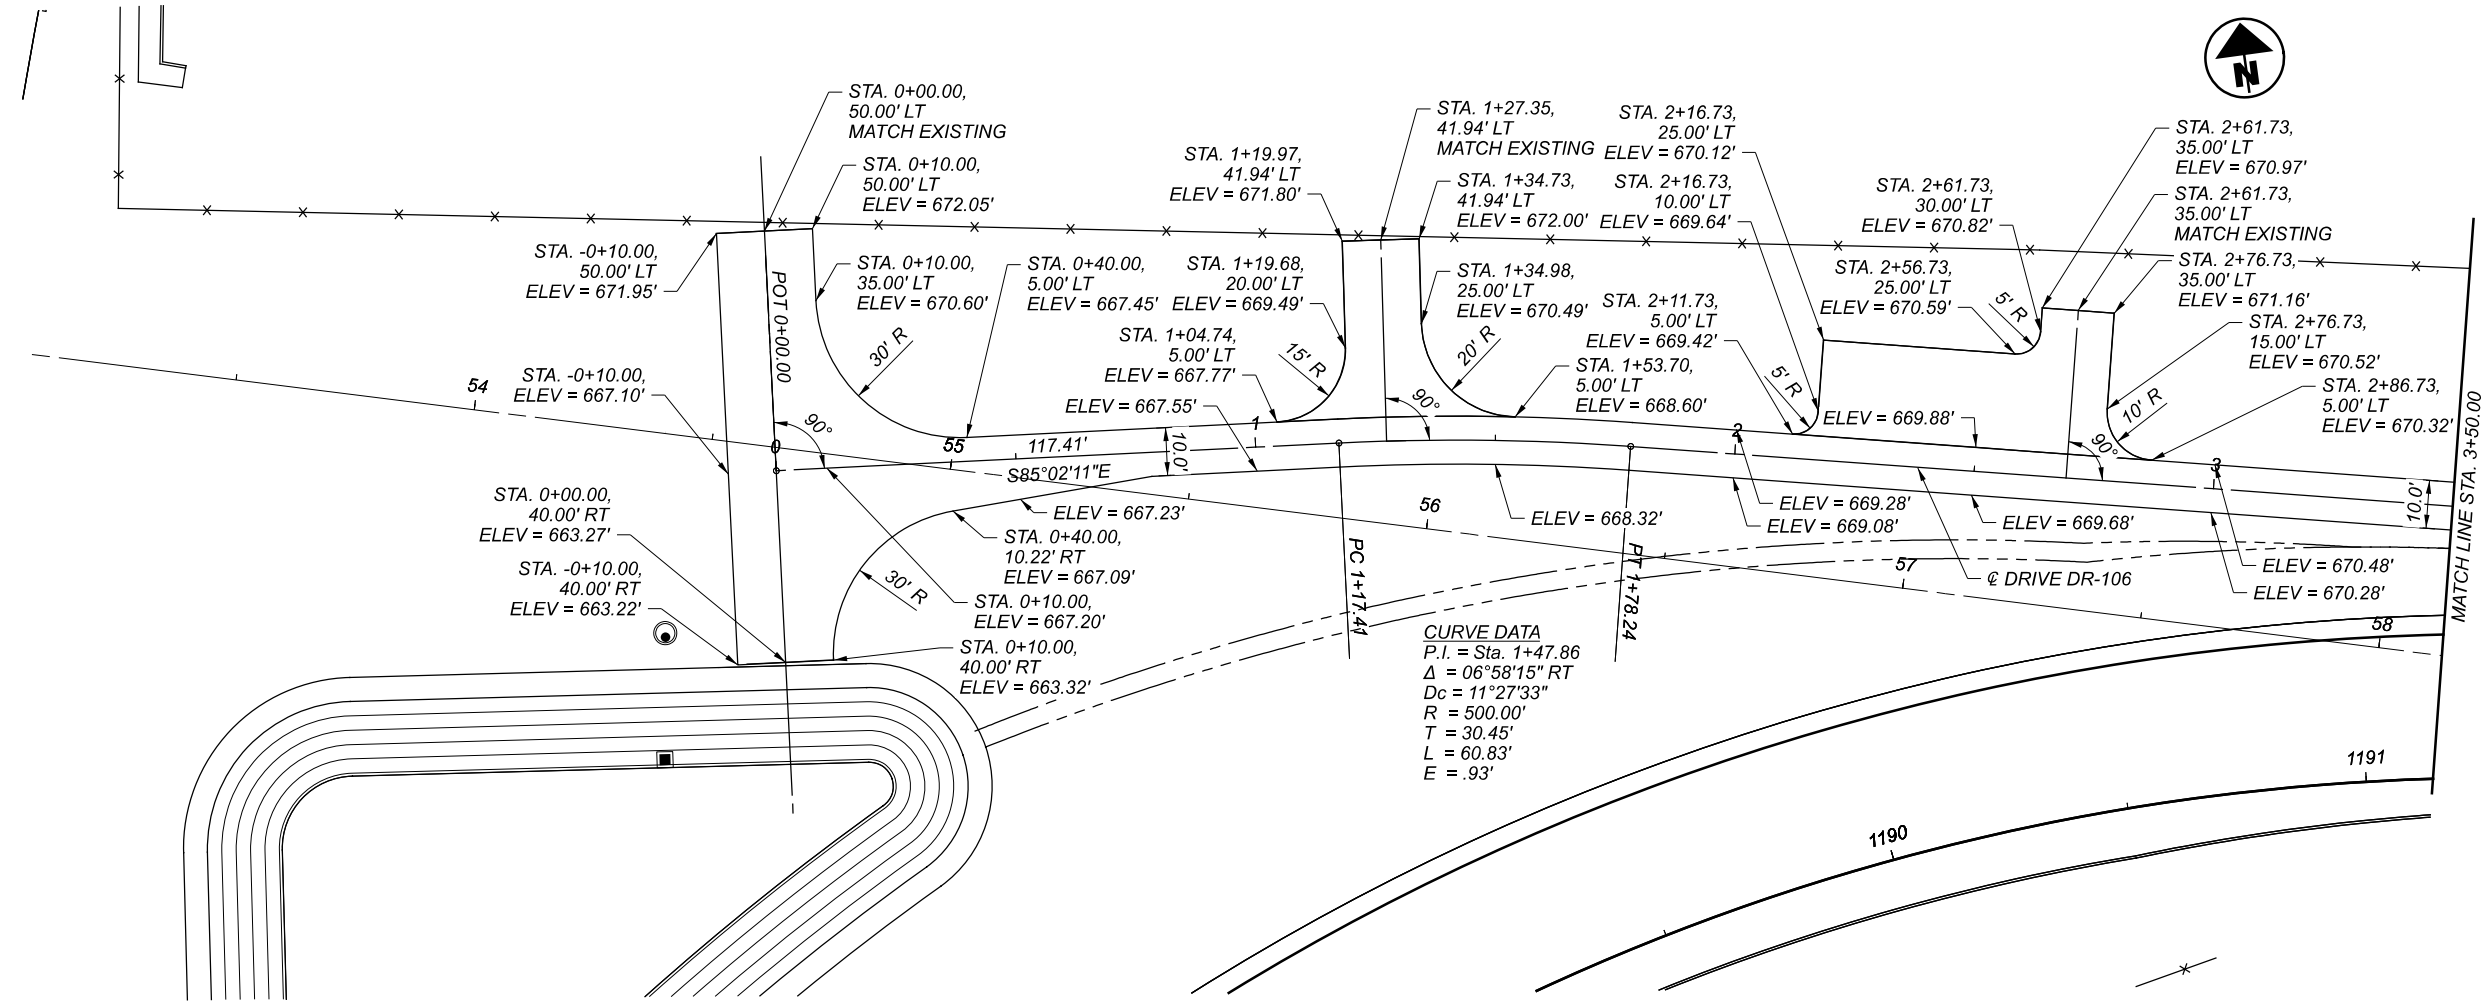 N
STA. 0+00.00,
50.00' LT
MATCH EXISTING
STA. 0+10.00,
50.00' LT
ELEV = 672.05'
STA. -0+10.00,
50.00' LT
ELEV = 671.95'
POT 0+00.00
STA. 0+10.00,
35.00' LT
ELEV = 670.60'
30' R
STA. 0+40.00,
5.00' LT
ELEV = 667.45'
STA. 1+19.97,
41.94' LT
ELEV = 671.80'
STA. 1+27.35,
41.94' LT
MATCH EXISTING
STA. 1+34.73,
41.94' LT
ELEV = 672.00'
STA. 1+19.68,
20.00' LT
ELEV = 669.49'
STA. 1+04.74,
5.00' LT
ELEV = 667.77'
15' R
ELEV = 667.55'
STA. 1+34.98,
25.00' LT
ELEV = 670.49'
20' R
STA. 1+53.70,
5.00' LT
ELEV = 668.60'
STA. 2+16.73,
25.00' LT
ELEV = 670.12'
STA. 2+16.73,
10.00' LT
ELEV = 669.64'
STA. 2+11.73,
5.00' LT
ELEV = 669.42'
5' R
STA. 2+61.73,
30.00' LT
ELEV = 670.82'
STA. 2+56.73,
25.00' LT
ELEV = 670.59'
5' R
STA. 2+61.73,
35.00' LT
ELEV = 670.97'
STA. 2+61.73,
35.00' LT
MATCH EXISTING
STA. 2+76.73,
35.00' LT
ELEV = 671.16'
STA. 2+76.73,
15.00' LT
ELEV = 670.52'
10' R
STA. 2+86.73,
5.00' LT
ELEV = 670.32'
MATCH LINE STA. 3+50.00
ELEV = 669.88'
54
STA. -0+10.00,
ELEV = 667.10'
90°
0
55
117.41'
S85°02'11"E
10.0'
1
90°
2
90°
3
10.0'
STA. 0+00.00,
40.00' RT
ELEV = 663.27'
STA. -0+10.00,
40.00' RT
ELEV = 663.22'
ELEV = 667.23'
STA. 0+40.00,
10.22' RT
ELEV = 667.09'
30' R
STA. 0+10.00,
ELEV = 667.20'
STA. 0+10.00,
40.00' RT
ELEV = 663.32'
PC 1+17.41
56
ELEV = 668.32'
PT 1+78.24
ELEV = 669.28'
ELEV = 669.08'
ELEV = 669.68'
57
℄ DRIVE DR-106
ELEV = 670.48'
ELEV = 670.28'
58
CURVE DATA
P.I. = Sta. 1+47.86
Δ = 06°58'15" RT
Dc = 11°27'33"
R = 500.00'
T = 30.45'
L = 60.83'
E = .93'
1190
1191